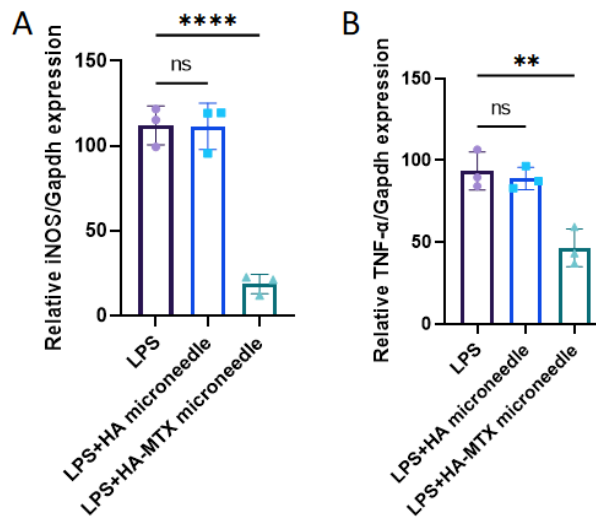 A
Relative iNOS/Gapdh expression
150
100
50
0
****
ns
LPS
LPS+HA microneedle
LPS+HA-MTX microneedle
B
Relative TNF-α/Gapdh expression
150
100
50
0
**
ns
LPS
LPS+HA microneedle
LPS+HA-MTX microneedle